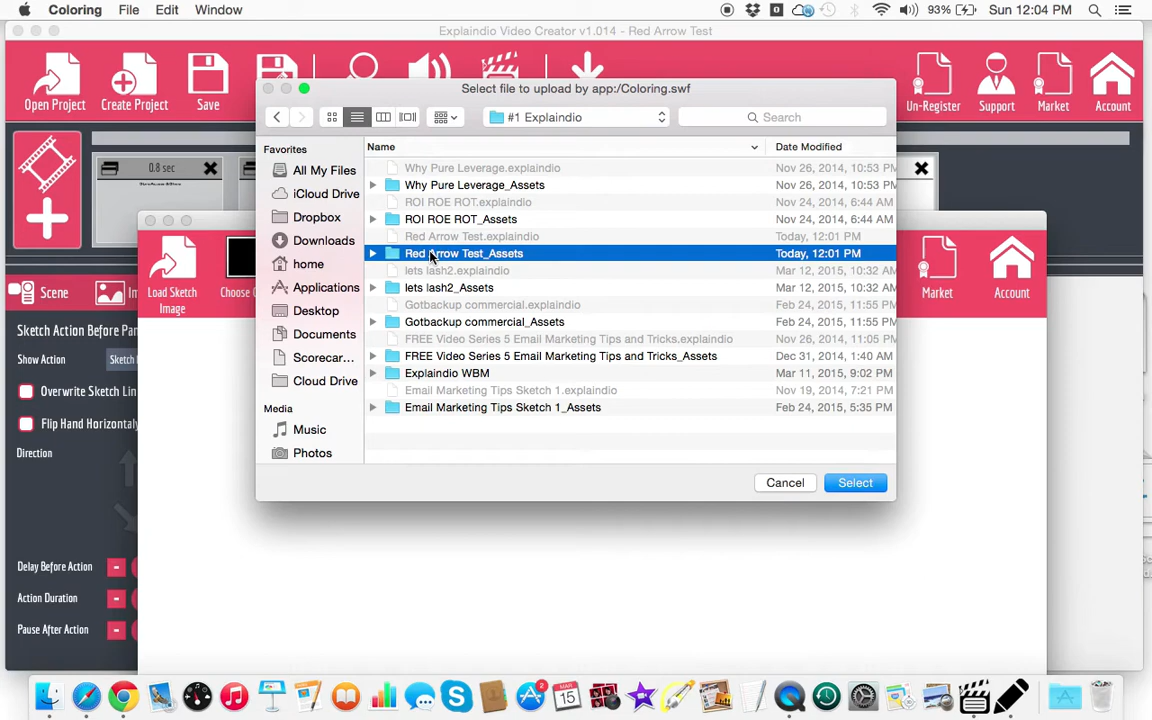 Coloring File Edit Window 93% Sun 12:04 PM
Explaindio Video Creator v1.014 - Red Arrow Test
Open Project Create Project Save Un-Register Support Market Account
Select file to upload by app:/Coloring.swf
#1 Explaindio Search
Favorites
All My Files
iCloud Drive
Dropbox
Downloads
home
Applications
Desktop
Documents
Scorecar...
Cloud Drive
Media
Music
Photos
Name Date Modified
Why Pure Leverage.explaindio Nov 26, 2014, 10:53 PM
Why Pure Leverage_Assets Nov 26, 2014, 10:53 PM
ROI ROE ROT.explaindio Nov 24, 2014, 6:44 AM
ROI ROE ROT_Assets Nov 24, 2014, 6:44 AM
Red Arrow Test.explaindio Today, 12:01 PM
Red Arrow Test_Assets Today, 12:01 PM
lets lash2.explaindio Mar 12, 2015, 10:32 AM
lets lash2_Assets Mar 12, 2015, 10:32 AM
Gotbackup commercial.explaindio Feb 24, 2015, 11:55 PM
Gotbackup commercial_Assets Feb 24, 2015, 11:55 PM
FREE Video Series 5 Email Marketing Tips and Tricks.explaindio Nov 26, 2014, 11:05 PM
FREE Video Series 5 Email Marketing Tips and Tricks_Assets Dec 31, 2014, 1:40 AM
Explaindio WBM Mar 11, 2015, 9:02 PM
Email Marketing Tips Sketch 1.explaindio Nov 19, 2014, 7:21 PM
Email Marketing Tips Sketch 1_Assets Feb 24, 2015, 5:35 PM
Cancel Select
0.8 sec
Load Sketch
Image
Market Account
Scene
Show Action
Direction
Delay Before Action
Action Duration
Pause After Action
2
MAR
15